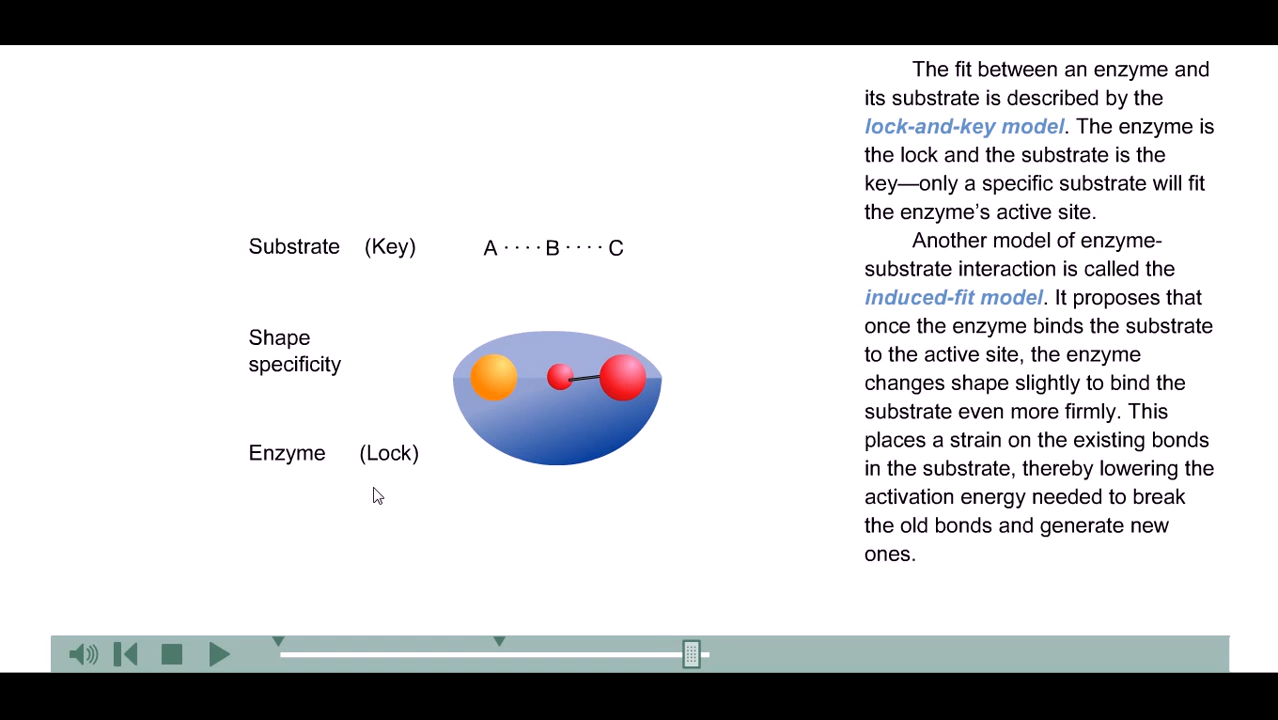 The fit between an enzyme and
its substrate is described by the
lock-and-key model. The enzyme is
the lock and the substrate is the
key—only a specific substrate will fit
the enzyme’s active site.
Another model of enzyme-
substrate interaction is called the
induced-fit model. It proposes that
once the enzyme binds the substrate
to the active site, the enzyme
changes shape slightly to bind the
substrate even more firmly. This
places a strain on the existing bonds
in the substrate, thereby lowering the
activation energy needed to break
the old bonds and generate new
ones.
Substrate (Key) A ···· B ···· C
Shape
specificity
Enzyme (Lock)